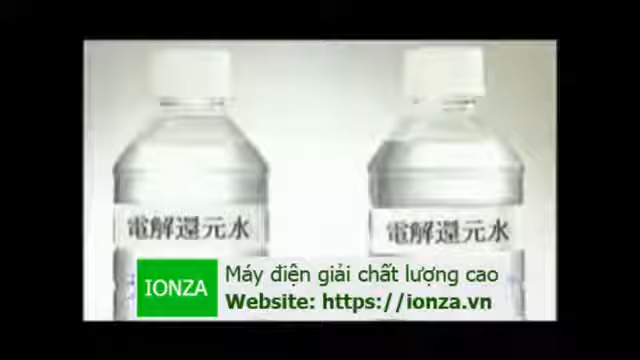 電解還元水
電解還元水
IONZA
Máy điện giải chất lượng cao
Website: https://ionza.vn